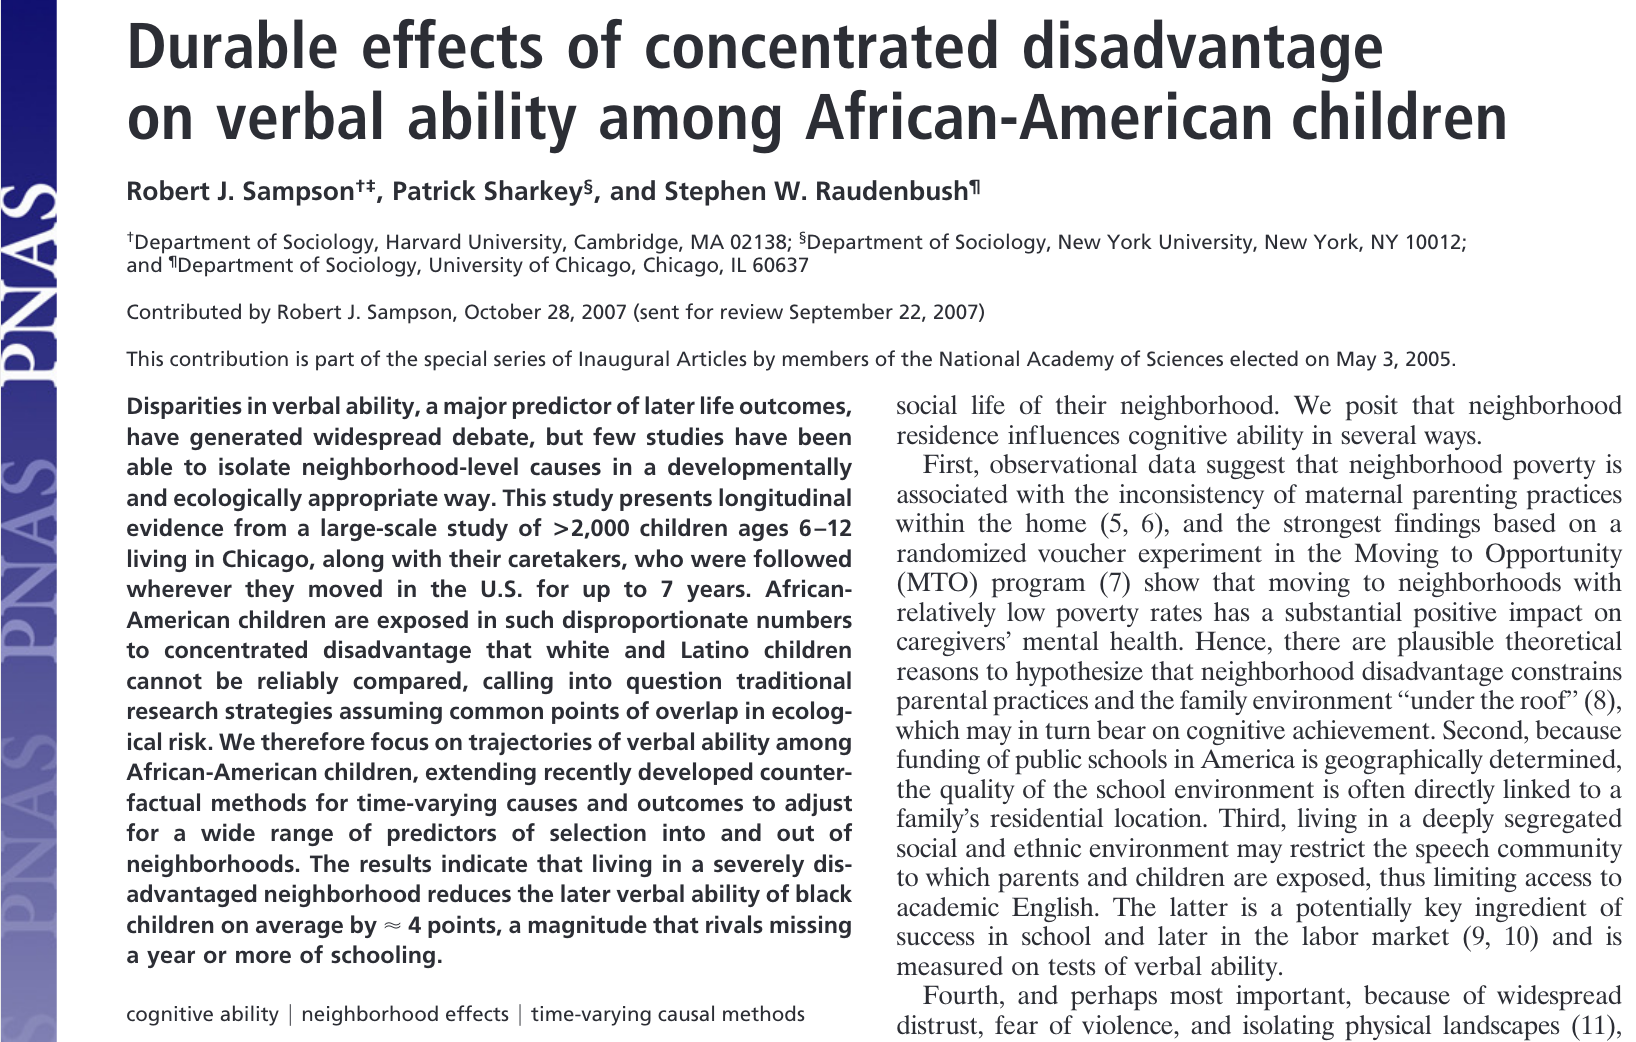 Durable effects of concentrated disadvantage
on verbal ability among African-American children
Robert J. Sampson†‡, Patrick Sharkey§, and Stephen W. Raudenbush¶
†Department of Sociology, Harvard University, Cambridge, MA 02138; §Department of Sociology, New York University, New York, NY 10012;
and ¶Department of Sociology, University of Chicago, Chicago, IL 60637
Contributed by Robert J. Sampson, October 28, 2007 (sent for review September 22, 2007)
This contribution is part of the special series of Inaugural Articles by members of the National Academy of Sciences elected on May 3, 2005.
Disparities in verbal ability, a major predictor of later life outcomes,
have generated widespread debate, but few studies have been
able to isolate neighborhood-level causes in a developmentally
and ecologically appropriate way. This study presents longitudinal
evidence from a large-scale study of >2,000 children ages 6–12
living in Chicago, along with their caretakers, who were followed
wherever they moved in the U.S. for up to 7 years. African-
American children are exposed in such disproportionate numbers
to concentrated disadvantage that white and Latino children
cannot be reliably compared, calling into question traditional
research strategies assuming common points of overlap in ecolog-
ical risk. We therefore focus on trajectories of verbal ability among
African-American children, extending recently developed counter-
factual methods for time-varying causes and outcomes to adjust
for a wide range of predictors of selection into and out of
neighborhoods. The results indicate that living in a severely dis-
advantaged neighborhood reduces the later verbal ability of black
children on average by ≈ 4 points, a magnitude that rivals missing
a year or more of schooling.
cognitive ability | neighborhood effects | time-varying causal methods
social life of their neighborhood. We posit that neighborhood
residence influences cognitive ability in several ways.
First, observational data suggest that neighborhood poverty is
associated with the inconsistency of maternal parenting practices
within the home (5, 6), and the strongest findings based on a
randomized voucher experiment in the Moving to Opportunity
(MTO) program (7) show that moving to neighborhoods with
relatively low poverty rates has a substantial positive impact on
caregivers' mental health. Hence, there are plausible theoretical
reasons to hypothesize that neighborhood disadvantage constrains
parental practices and the family environment "under the roof" (8),
which may in turn bear on cognitive achievement. Second, because
funding of public schools in America is geographically determined,
the quality of the school environment is often directly linked to a
family's residential location. Third, living in a deeply segregated
social and ethnic environment may restrict the speech community
to which parents and children are exposed, thus limiting access to
academic English. The latter is a potentially key ingredient of
success in school and later in the labor market (9, 10) and is
measured on tests of verbal ability.
Fourth, and perhaps most important, because of widespread
distrust, fear of violence, and isolating physical landscapes (11),
PNAS
PNAS
PNAS
S